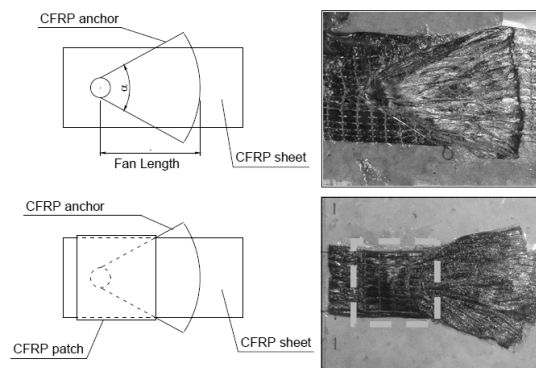 CFRP anchor
α
Fan Length
CFRP sheet
CFRP anchor
CFRP patch
CFRP sheet